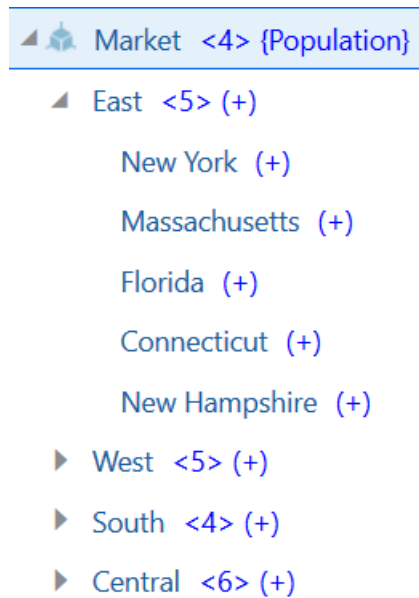 Market <4> {Population}
East <5> (+)
New York (+)
Massachusetts (+)
Florida (+)
Connecticut (+)
New Hampshire (+)
West <5> (+)
South <4> (+)
Central <6> (+)